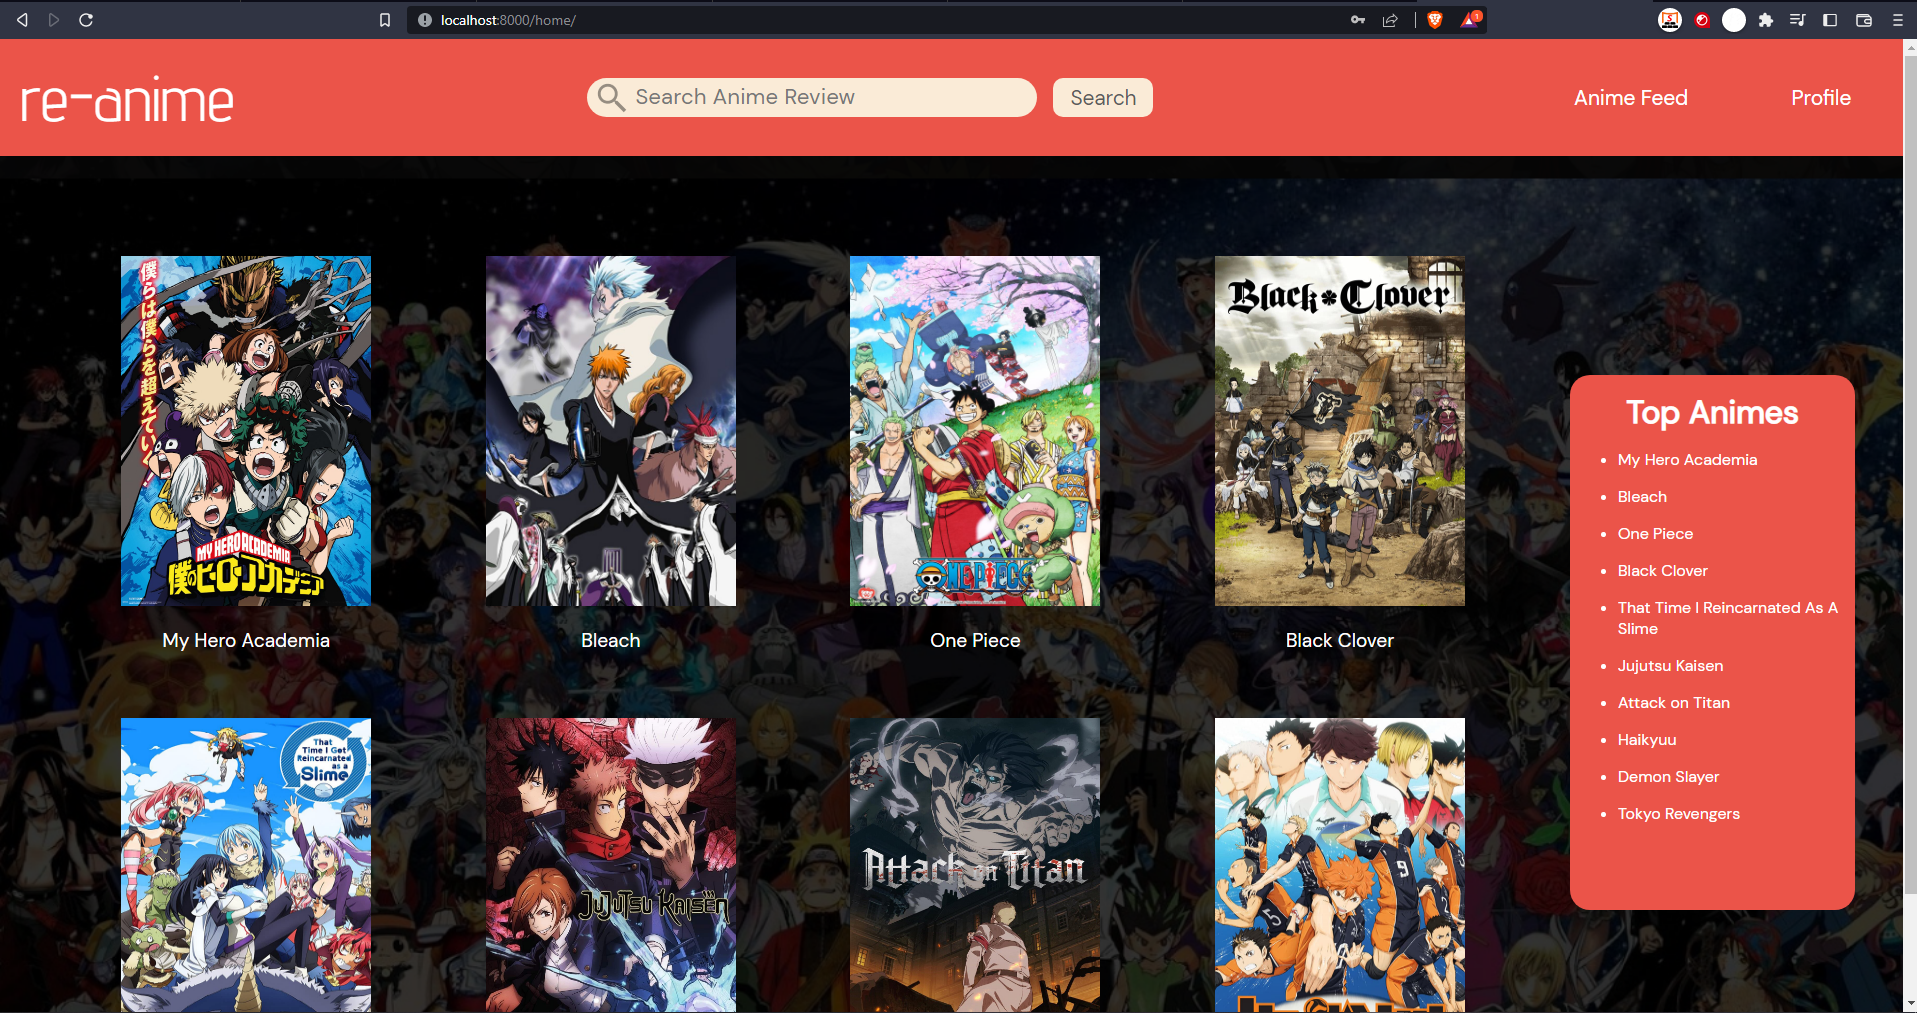 localhost:8000/home/
1
re-anime
Search Anime Review
Search
Anime Feed
Profile
僕らは僕らを超えていく!
MY HERO ACADEMIA
僕のヒーローアカデミア
My Hero Academia
Bleach
ONE PIECE
One Piece
Black Clover
Black Clover
That
Time I Got
Reincarnated
as a
Slime
JUJUTSU KAISEN
Attack on Titan
9
5
2
Top Animes
• My Hero Academia
• Bleach
• One Piece
• Black Clover
• That Time I Reincarnated As A
Slime
• Jujutsu Kaisen
• Attack on Titan
• Haikyuu
• Demon Slayer
• Tokyo Revengers